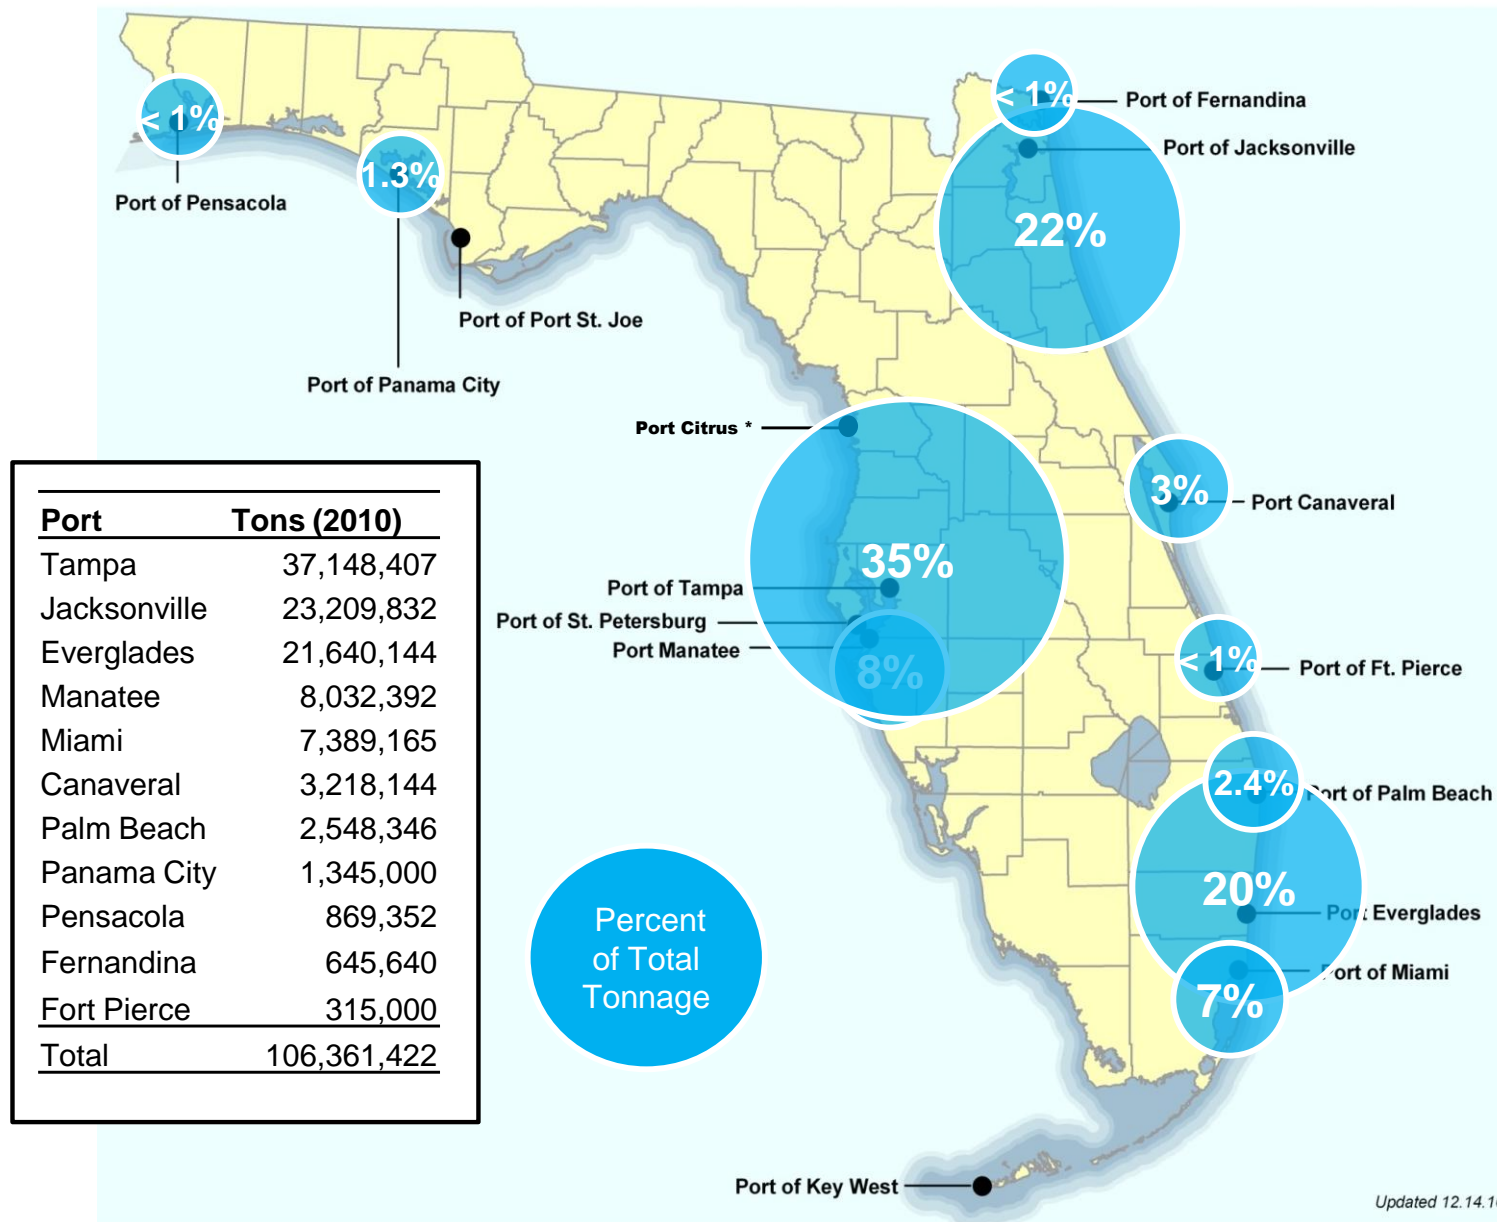 < 1%
Port of Fernandina
< 1%
Port of Jacksonville
1.3%
Port of Pensacola
22%
Port of Port St. Joe
Port of Panama City
Port Citrus *
3%
Port Canaveral
35%
Port of Tampa
Port of St. Petersburg
Port Manatee
8%
< 1%
Port of Ft. Pierce
2.4%
Port of Palm Beach
20%
Port Everglades
Port of Miami
7%
Port Tons (2010)
Tampa 37,148,407
Jacksonville 23,209,832
Everglades 21,640,144
Manatee 8,032,392
Miami 7,389,165
Canaveral 3,218,144
Palm Beach 2,548,346
Panama City 1,345,000
Pensacola 869,352
Fernandina 645,640
Fort Pierce 315,000
Total 106,361,422
Percent
of Total
Tonnage
Port of Key West
Updated